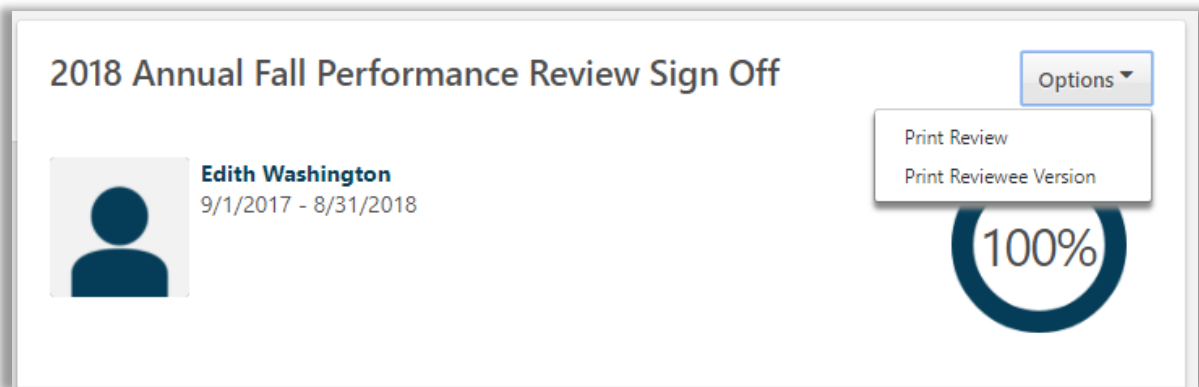 2018 Annual Fall Performance Review Sign Off
Options
Print Review
Print Reviewee Version
Edith Washington
9/1/2017 - 8/31/2018
100%